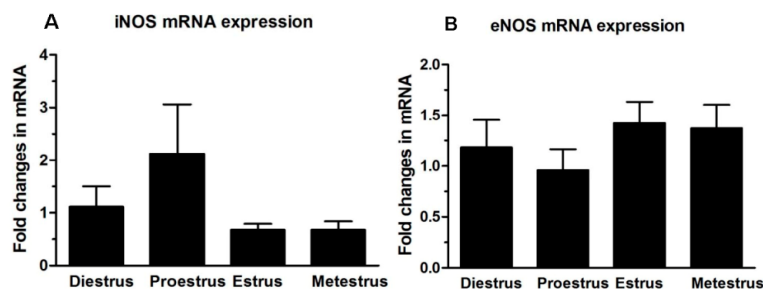 A
iNOS mRNA expression
Fold changes in mRNA
4
3
2
1
0
Diestrus Proestrus Estrus Metestrus
B
eNOS mRNA expression
Fold changes in mRNA
2.0
1.5
1.0
0.5
0.0
Diestrus Proestrus Estrus Metestrus